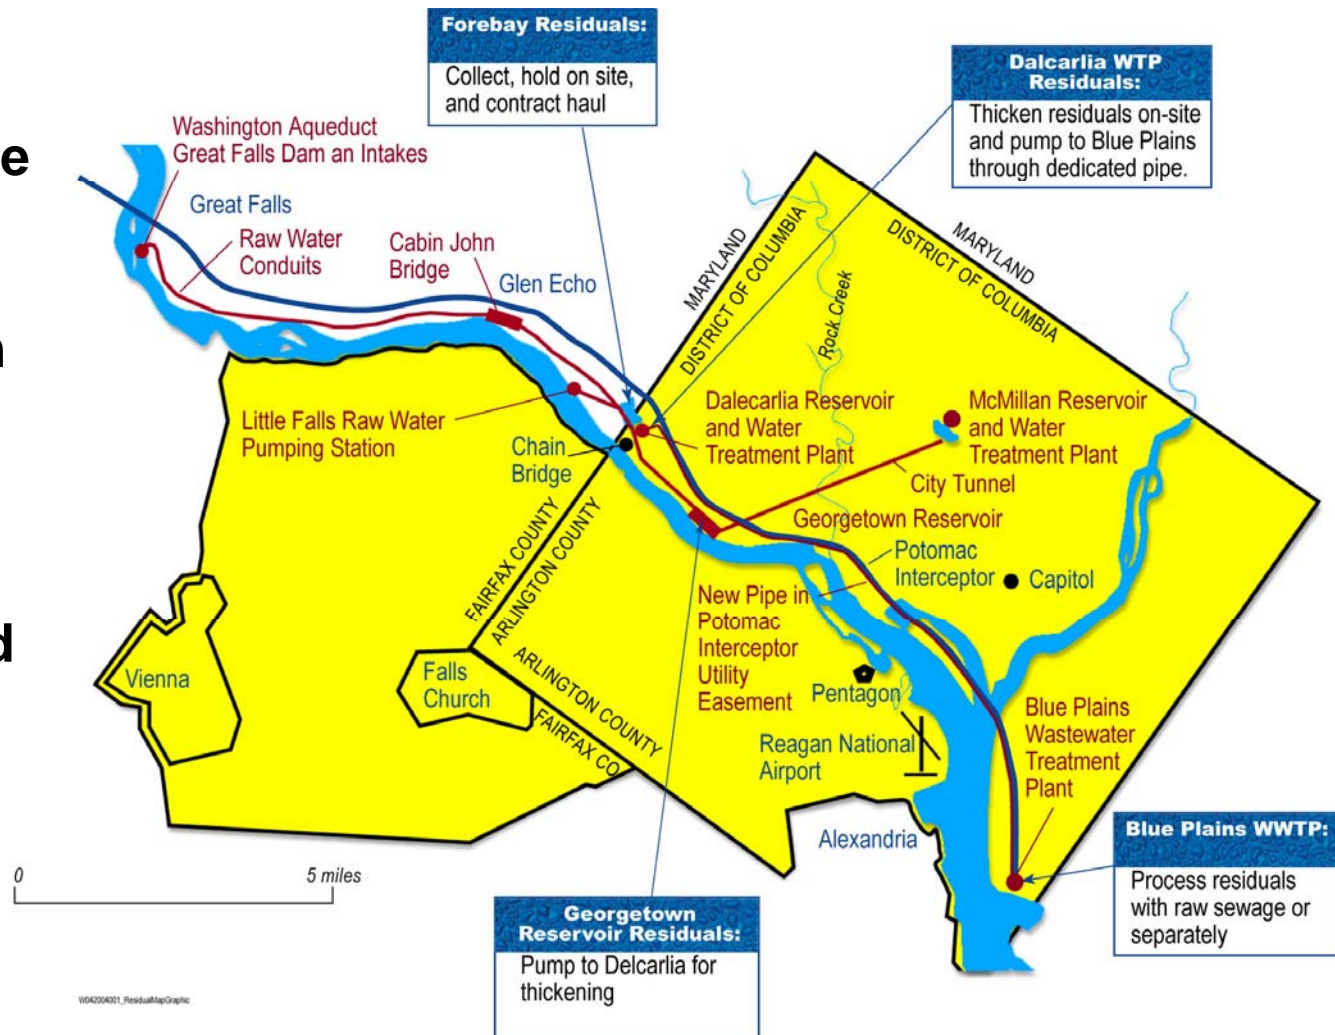 Forebay Residuals:
Collect, hold on site,
and contract haul
Dalcarlia WTP
Residuals:
Thicken residuals on-site
and pump to Blue Plains
through dedicated pipe.
Washington Aqueduct
Great Falls Dam an Intakes
e
Great Falls
Raw Water
Conduits
Cabin John
Bridge
Glen Echo
MARYLAND
DISTRICT OF COLUMBIA
MARYLAND
DISTRICT OF COLUMBIA
Rock Creek
n
Little Falls Raw Water
Pumping Station
Chain
Bridge
Dalecarlia Reservoir
and Water
Treatment Plant
McMillan Reservoir
and Water
Treatment Plant
City Tunnel
Georgetown Reservoir
Potomac
Interceptor
Capitol
FAIRFAX COUNTY
ARLINGTON COUNTY
New Pipe in
Potomac
Interceptor
Utility
Easement
d
Vienna
Falls
Church
ARLINGTON COUNTY
FAIRFAX CO
Pentagon
Reagan National
Airport
Blue Plains
Wastewater
Treatment
Plant
Alexandria
Blue Plains WWTP:
Process residuals
with raw sewage or
separately
0
5 miles
Georgetown
Reservoir Residuals:
Pump to Delcarlia for
thickening
W042004001_ResidualMapGraphic